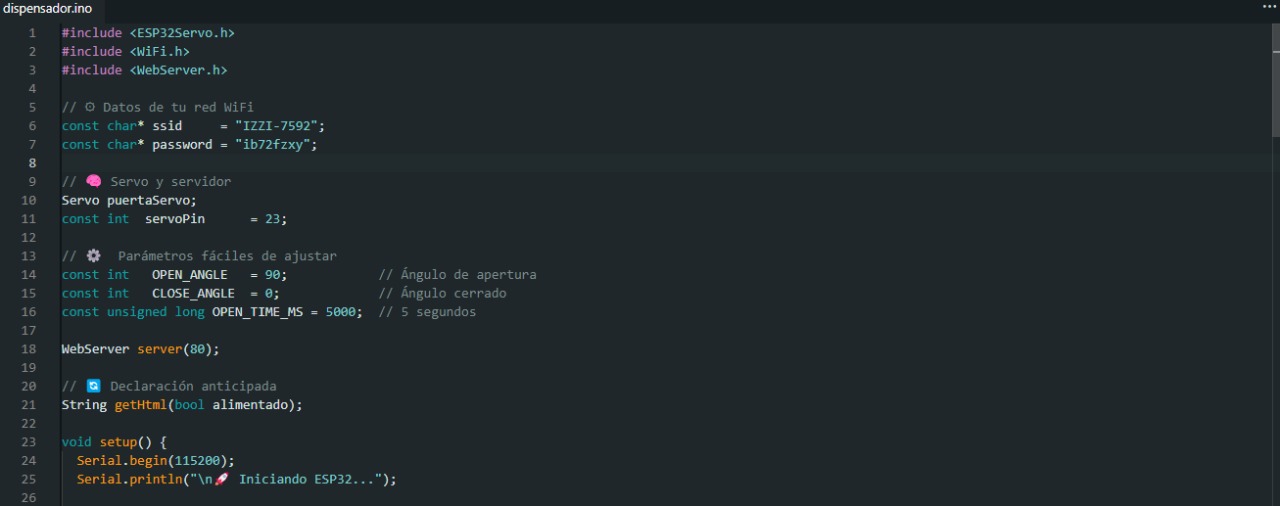 dispensador.ino
...
1 #include <ESP32Servo.h>
2 #include <WiFi.h>
3 #include <WebServer.h>
4
5 // ⚙ Datos de tu red WiFi
6 const char* ssid     = "IZZI-7592";
7 const char* password = "ib72fzxy";
8
9 // 🧠 Servo y servidor
10 Servo puertaServo;
11 const int  servoPin      = 23;
12
13 // ⚙️  Parámetros fáciles de ajustar
14 const int   OPEN_ANGLE   = 90;            // Ángulo de apertura
15 const int   CLOSE_ANGLE  = 0;             // Ángulo cerrado
16 const unsigned long OPEN_TIME_MS = 5000;  // 5 segundos
17
18 WebServer server(80);
19
20 // 🔄 Declaración anticipada
21 String getHtml(bool alimentado);
22
23 void setup() {
24   Serial.begin(115200);
25   Serial.println("\n🚀 Iniciando ESP32...");
26